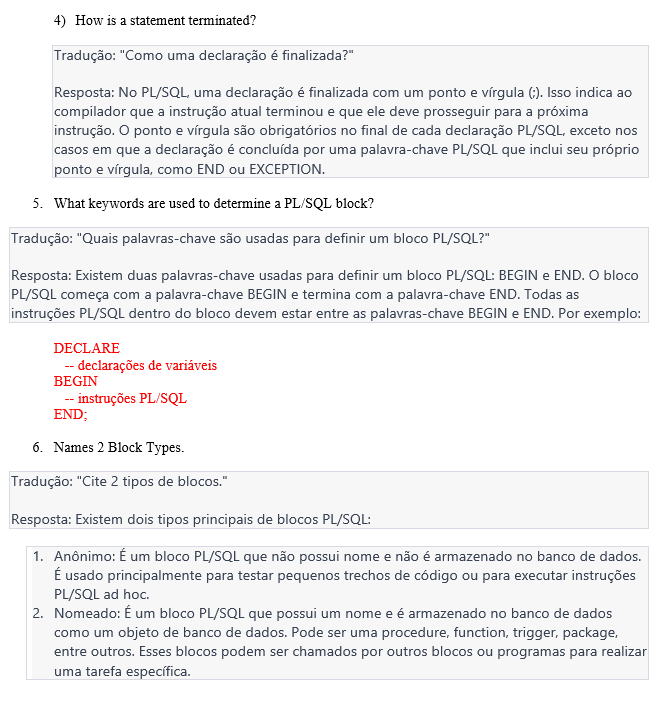 4) How is a statement terminated?
Tradução: "Como uma declaração é finalizada?"
Resposta: No PL/SQL, uma declaração é finalizada com um ponto e vírgula (;). Isso indica ao
compilador que a instrução atual terminou e que ele deve prosseguir para a próxima
instrução. O ponto e vírgula são obrigatórios no final de cada declaração PL/SQL, exceto nos
casos em que a declaração é concluída por uma palavra-chave PL/SQL que inclui seu próprio
ponto e vírgula, como END ou EXCEPTION.
5. What keywords are used to determine a PL/SQL block?
Tradução: "Quais palavras-chave são usadas para definir um bloco PL/SQL?"
Resposta: Existem duas palavras-chave usadas para definir um bloco PL/SQL: BEGIN e END. O bloco
PL/SQL começa com a palavra-chave BEGIN e termina com a palavra-chave END. Todas as
instruções PL/SQL dentro do bloco devem estar entre as palavras-chave BEGIN e END. Por exemplo:
DECLARE
-- declarações de variáveis
BEGIN
-- instruções PL/SQL
END;
6. Names 2 Block Types.
Tradução: "Cite 2 tipos de blocos."
Resposta: Existem dois tipos principais de blocos PL/SQL:
1. Anônimo: É um bloco PL/SQL que não possui nome e não é armazenado no banco de dados.
É usado principalmente para testar pequenos trechos de código ou para executar instruções
PL/SQL ad hoc.
2. Nomeado: É um bloco PL/SQL que possui um nome e é armazenado no banco de dados
como um objeto de banco de dados. Pode ser uma procedure, function, trigger, package,
entre outros. Esses blocos podem ser chamados por outros blocos ou programas para realizar
uma tarefa específica.